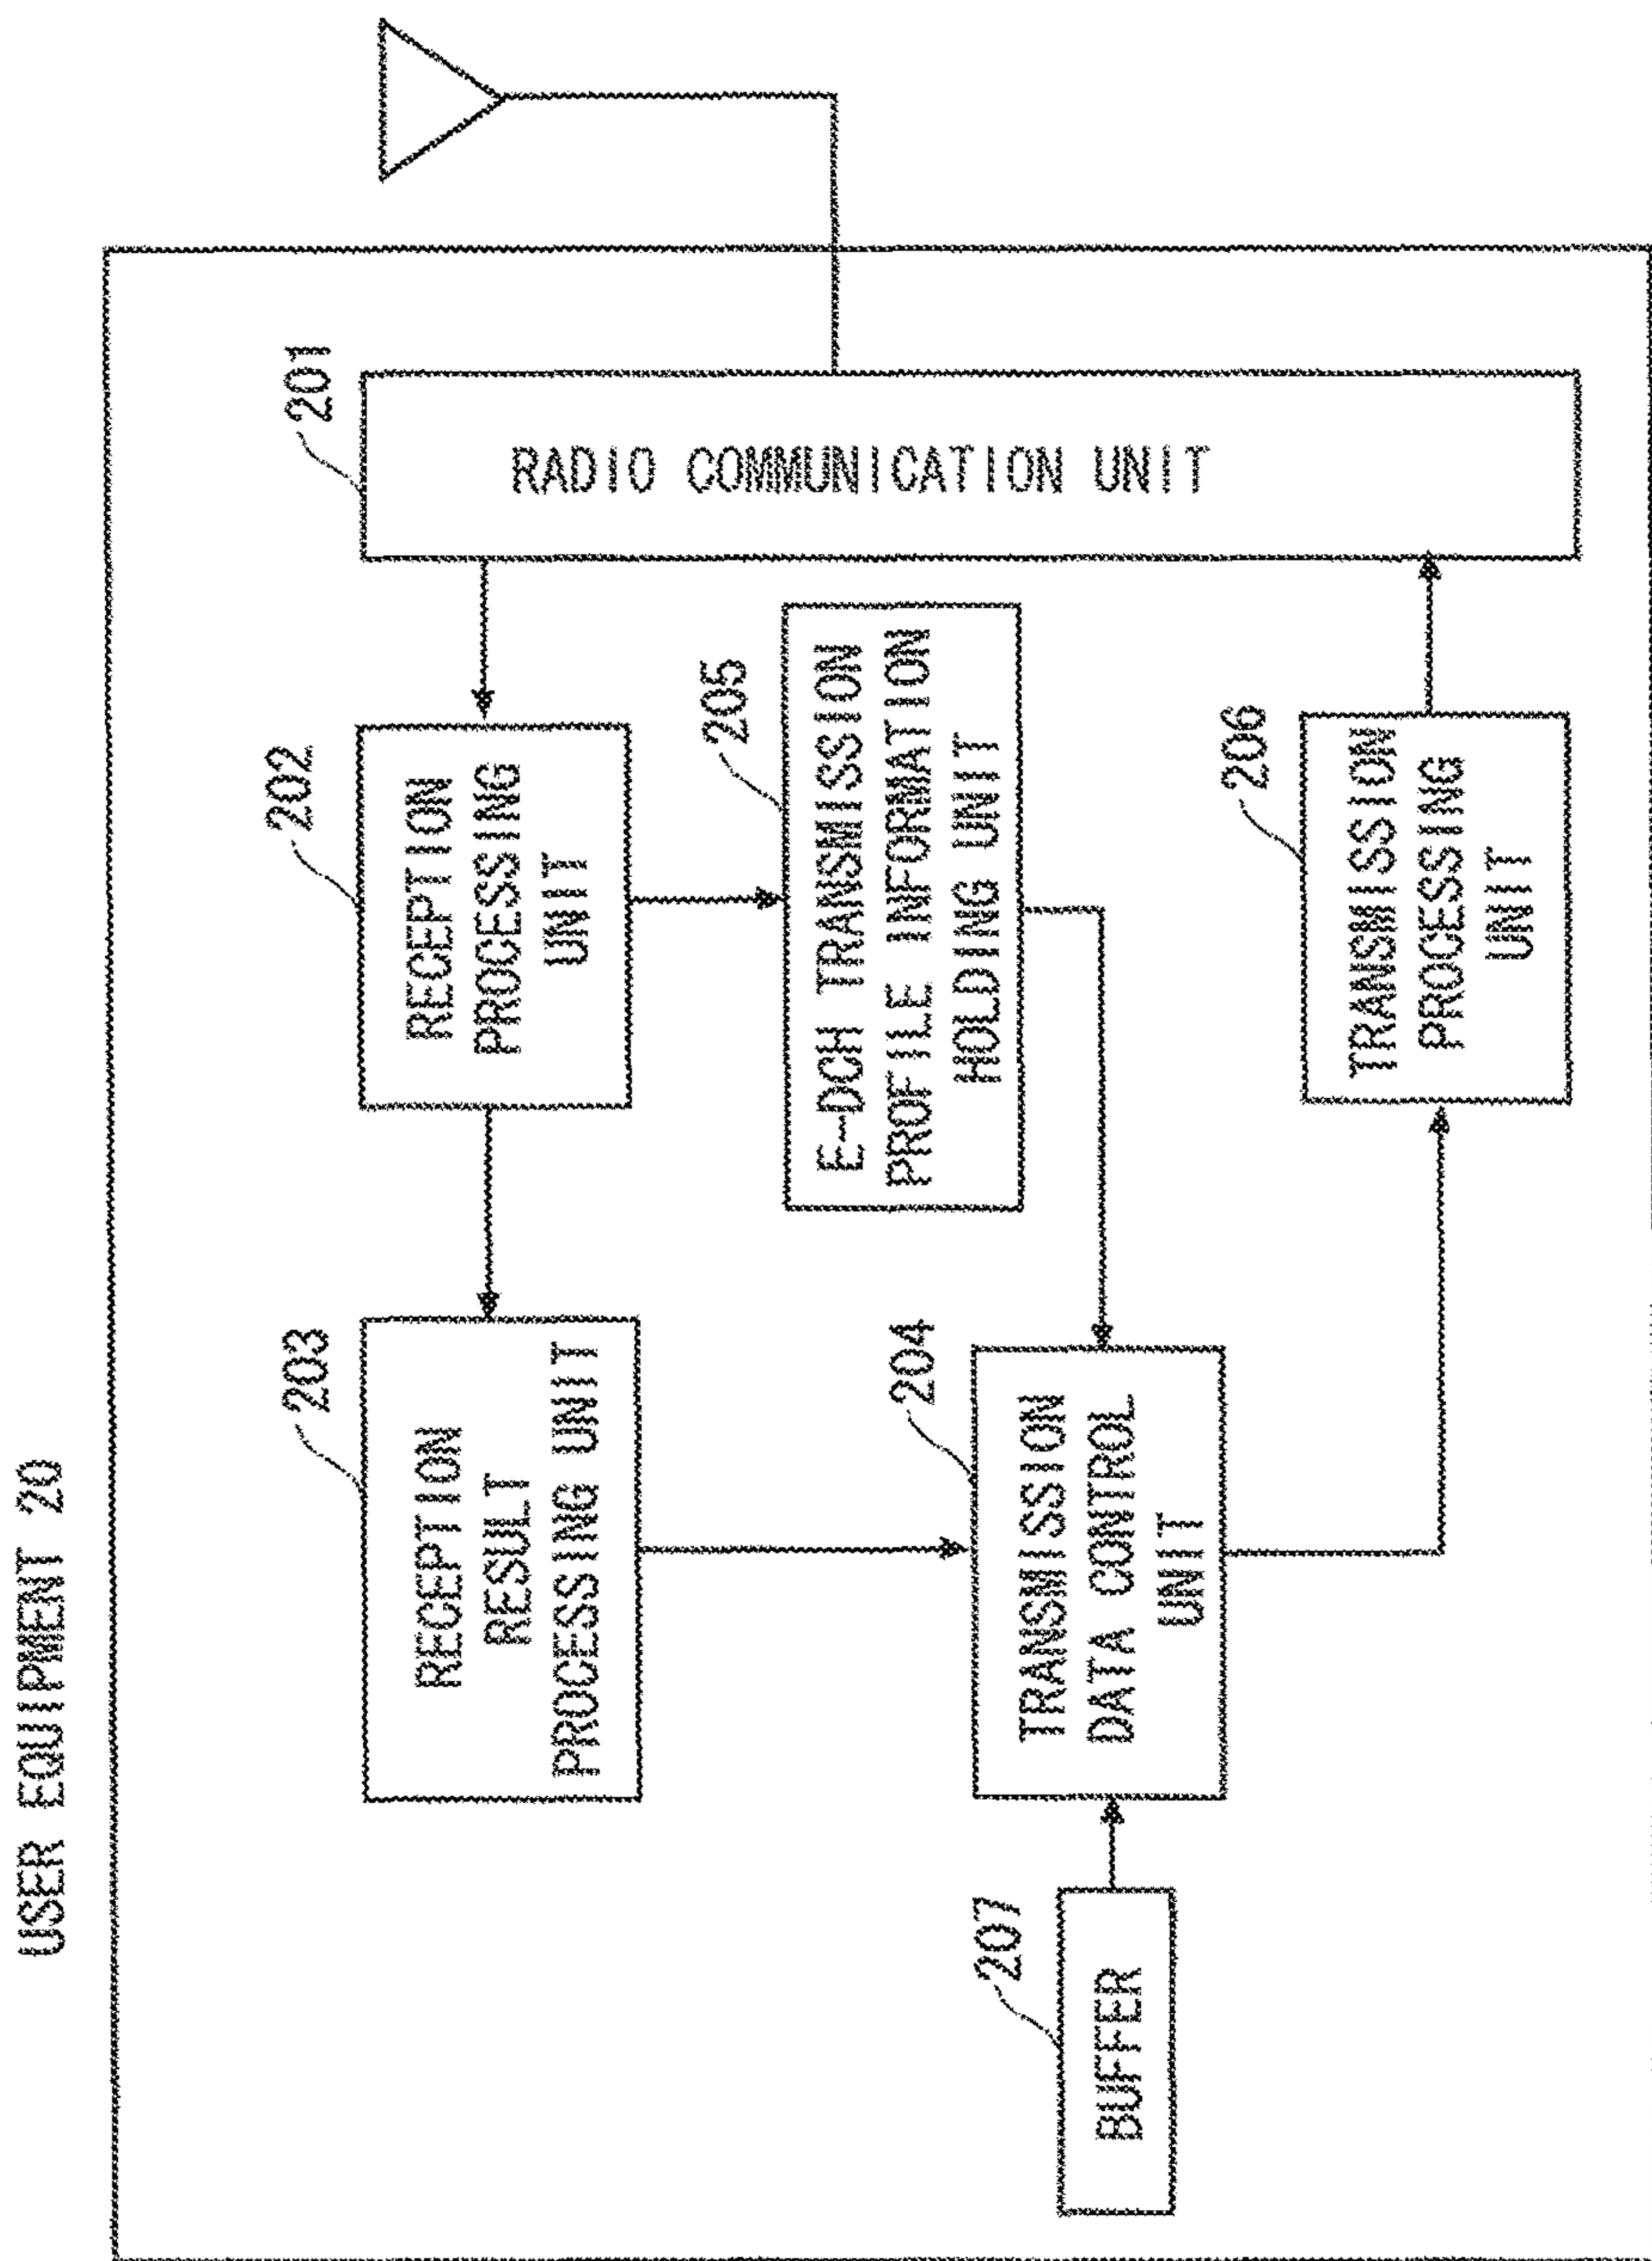 USER EQUIPMENT 20
203
RECEPTION
RESULT
PROCESSING UNIT
202
RECEPTION
PROCESSING
UNIT
201
RADIO COMMUNICATION UNIT
205
E-DCH TRANSMISSION
PROFILE INFORMATION
HOLDING UNIT
207
BUFFER
204
TRANSMISSION
DATA CONTROL
UNIT
206
TRANSMISSION
PROCESSING
UNIT